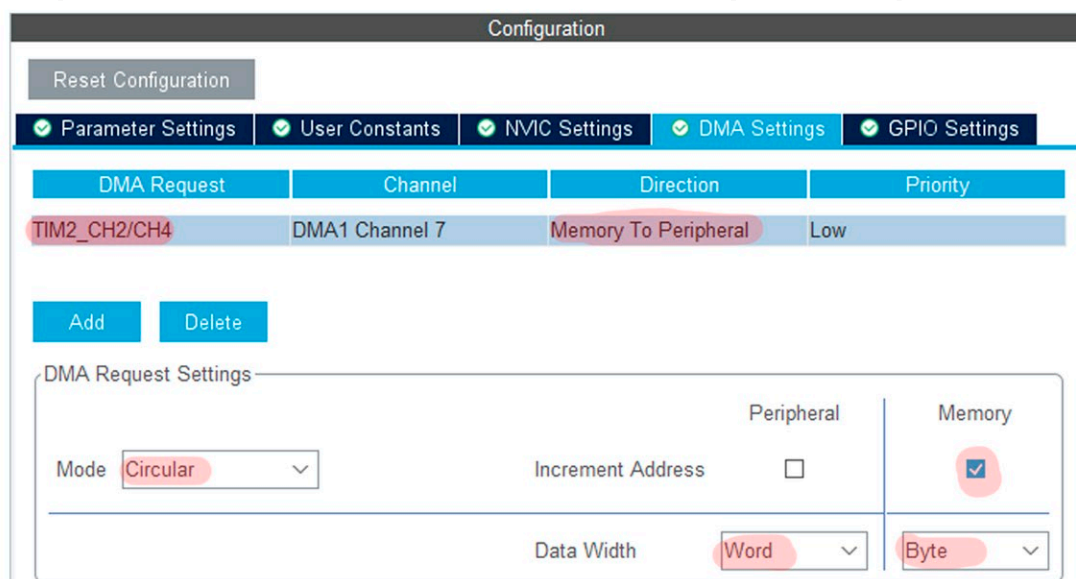 Configuration
Reset Configuration
Parameter Settings User Constants NVIC Settings DMA Settings GPIO Settings
DMA Request Channel Direction Priority
TIM2_CH2/CH4 DMA1 Channel 7 Memory To Peripheral Low
Add Delete
DMA Request Settings
Peripheral Memory
Mode Circular Increment Address
Data Width Word Byte